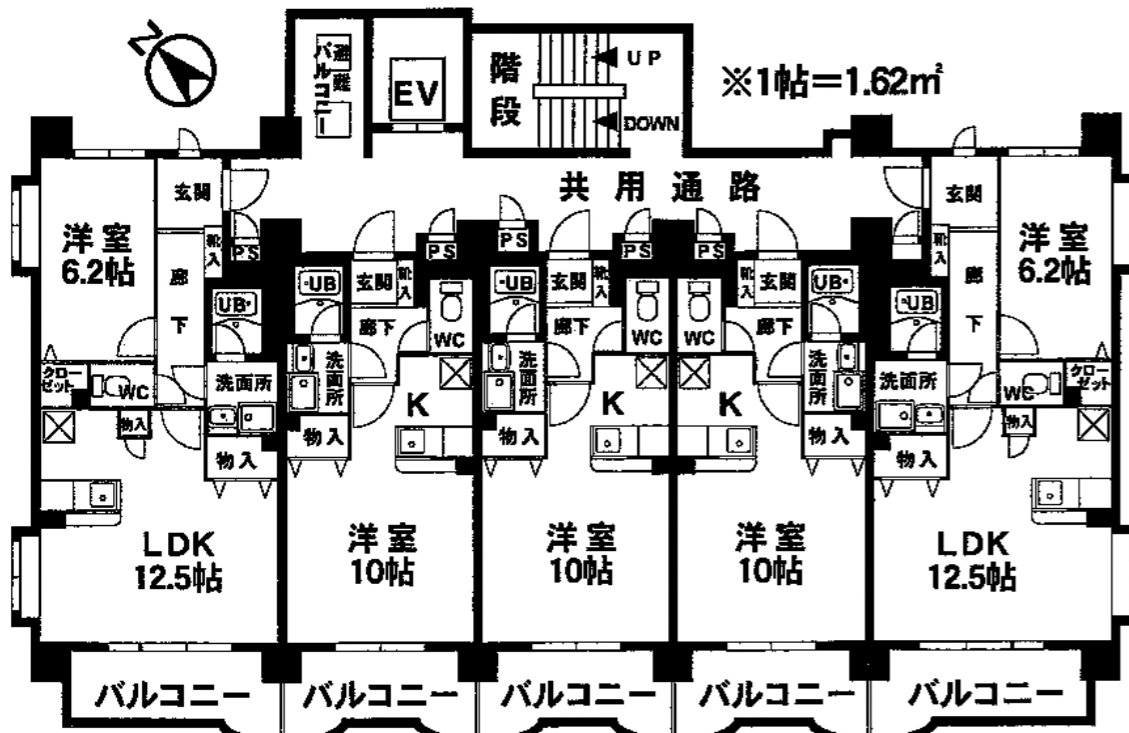 N
避難
バルコニー
EV
階段
UP
DOWN
※1帖＝1.62㎡
共用通路
洋室
6.2帖
玄関
靴入
PS
廊下
UB
クローゼット
WC
洗面所
物入
物入
LDK
12.5帖
バルコニー
玄関
靴入
PS
UB
廊下
WC
洗面所
K
物入
洋室
10帖
バルコニー
PS
玄関
靴入
PS
UB
廊下
WC
洗面所
K
物入
洋室
10帖
バルコニー
PS
靴入
玄関
UB
WC
廊下
洗面所
K
物入
洋室
10帖
バルコニー
玄関
靴入
洋室
6.2帖
廊下
UB
WC
クローゼット
洗面所
物入
物入
LDK
12.5帖
バルコニー